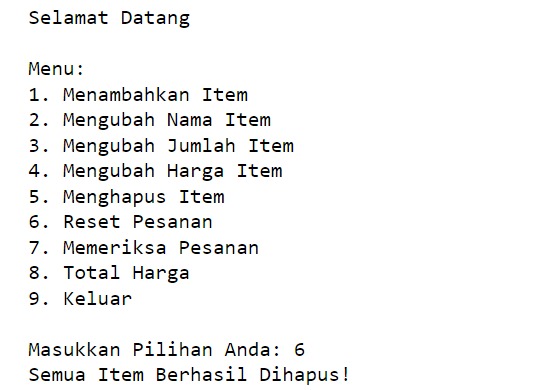 Selamat Datang
Menu:
1. Menambahkan Item
2. Mengubah Nama Item
3. Mengubah Jumlah Item
4. Mengubah Harga Item
5. Menghapus Item
6. Reset Pesanan
7. Memeriksa Pesanan
8. Total Harga
9. Keluar
Masukkan Pilihan Anda: 6
Semua Item Berhasil Dihapus!